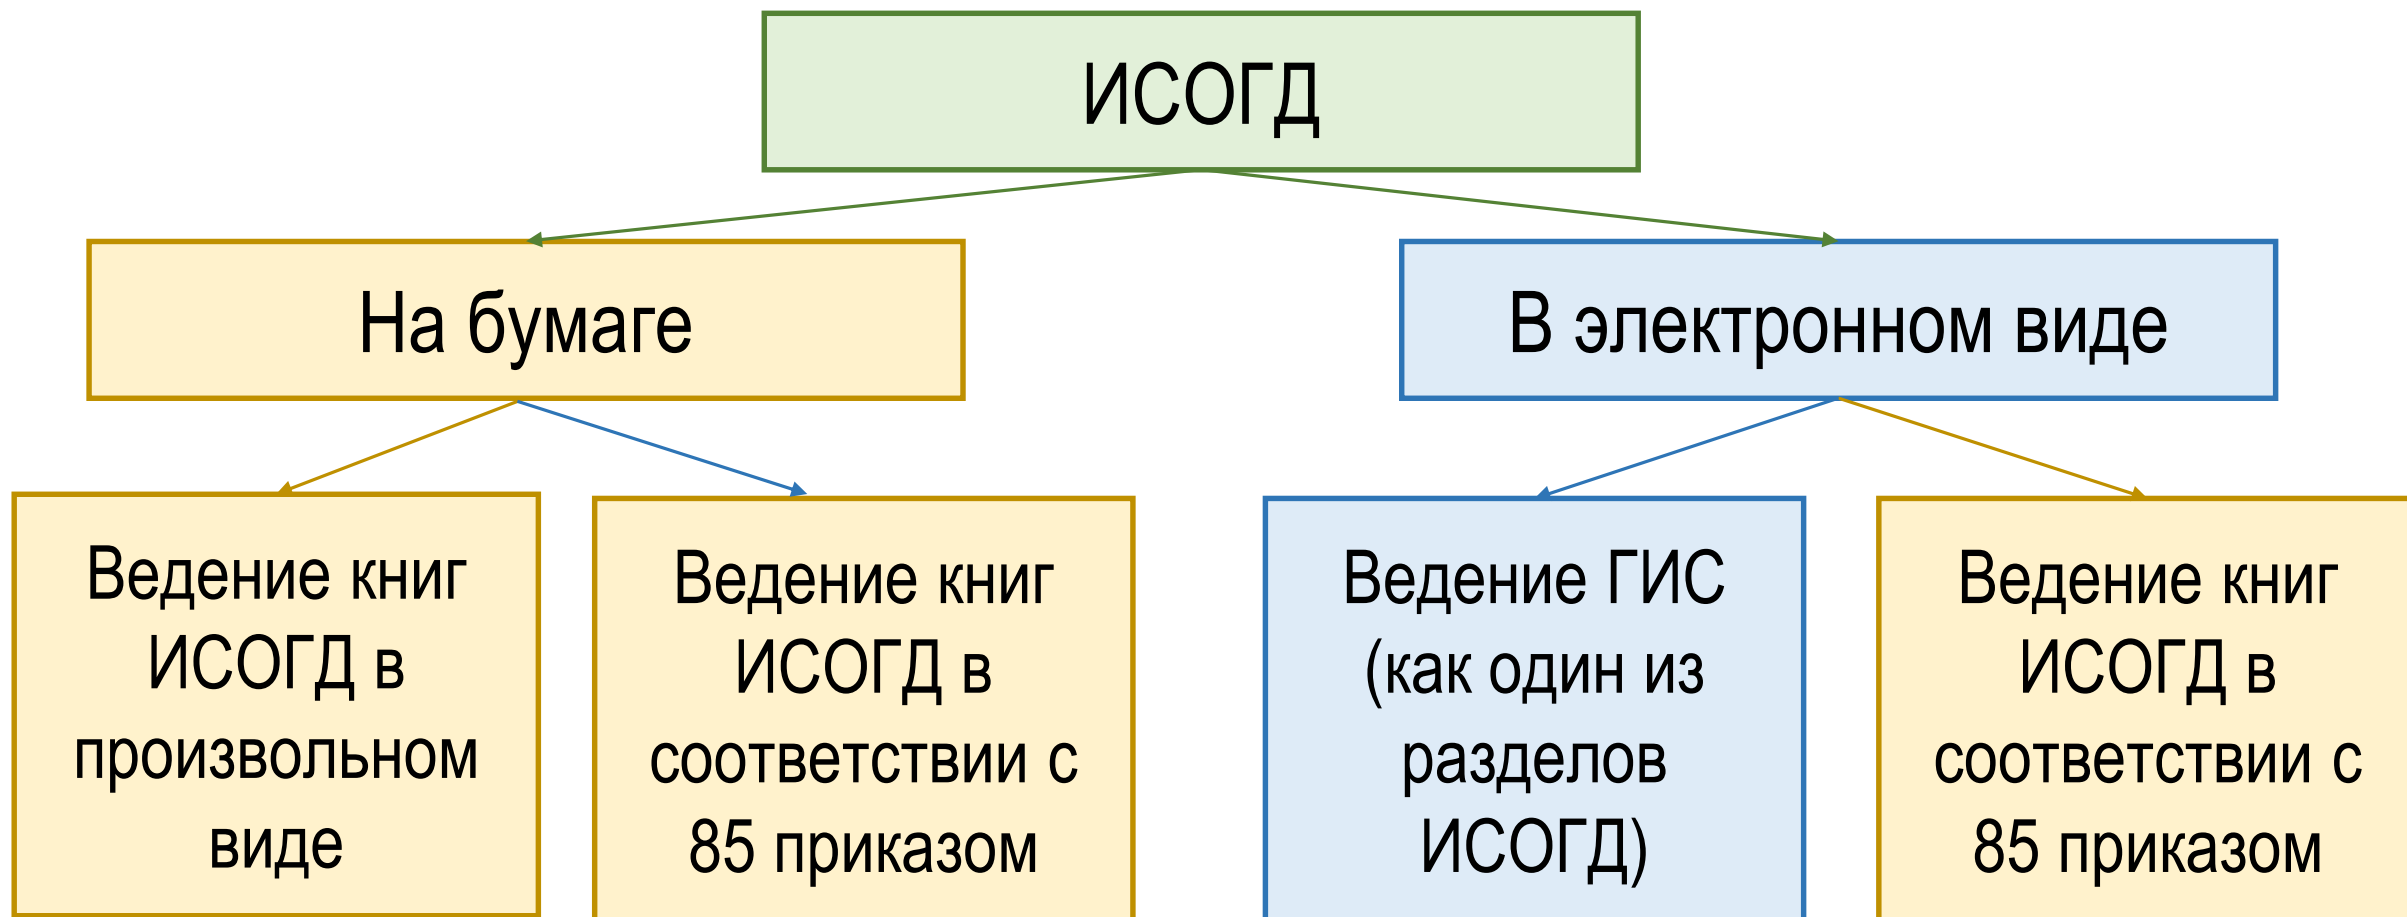 ИСОГД
На бумаге
В электронном виде
Ведение книг
ИСОГД в
произвольном
виде
Ведение книг
ИСОГД в
соответствии с
85 приказом
Ведение ГИС
(как один из
разделов
ИСОГД)
Ведение книг
ИСОГД в
соответствии с
85 приказом